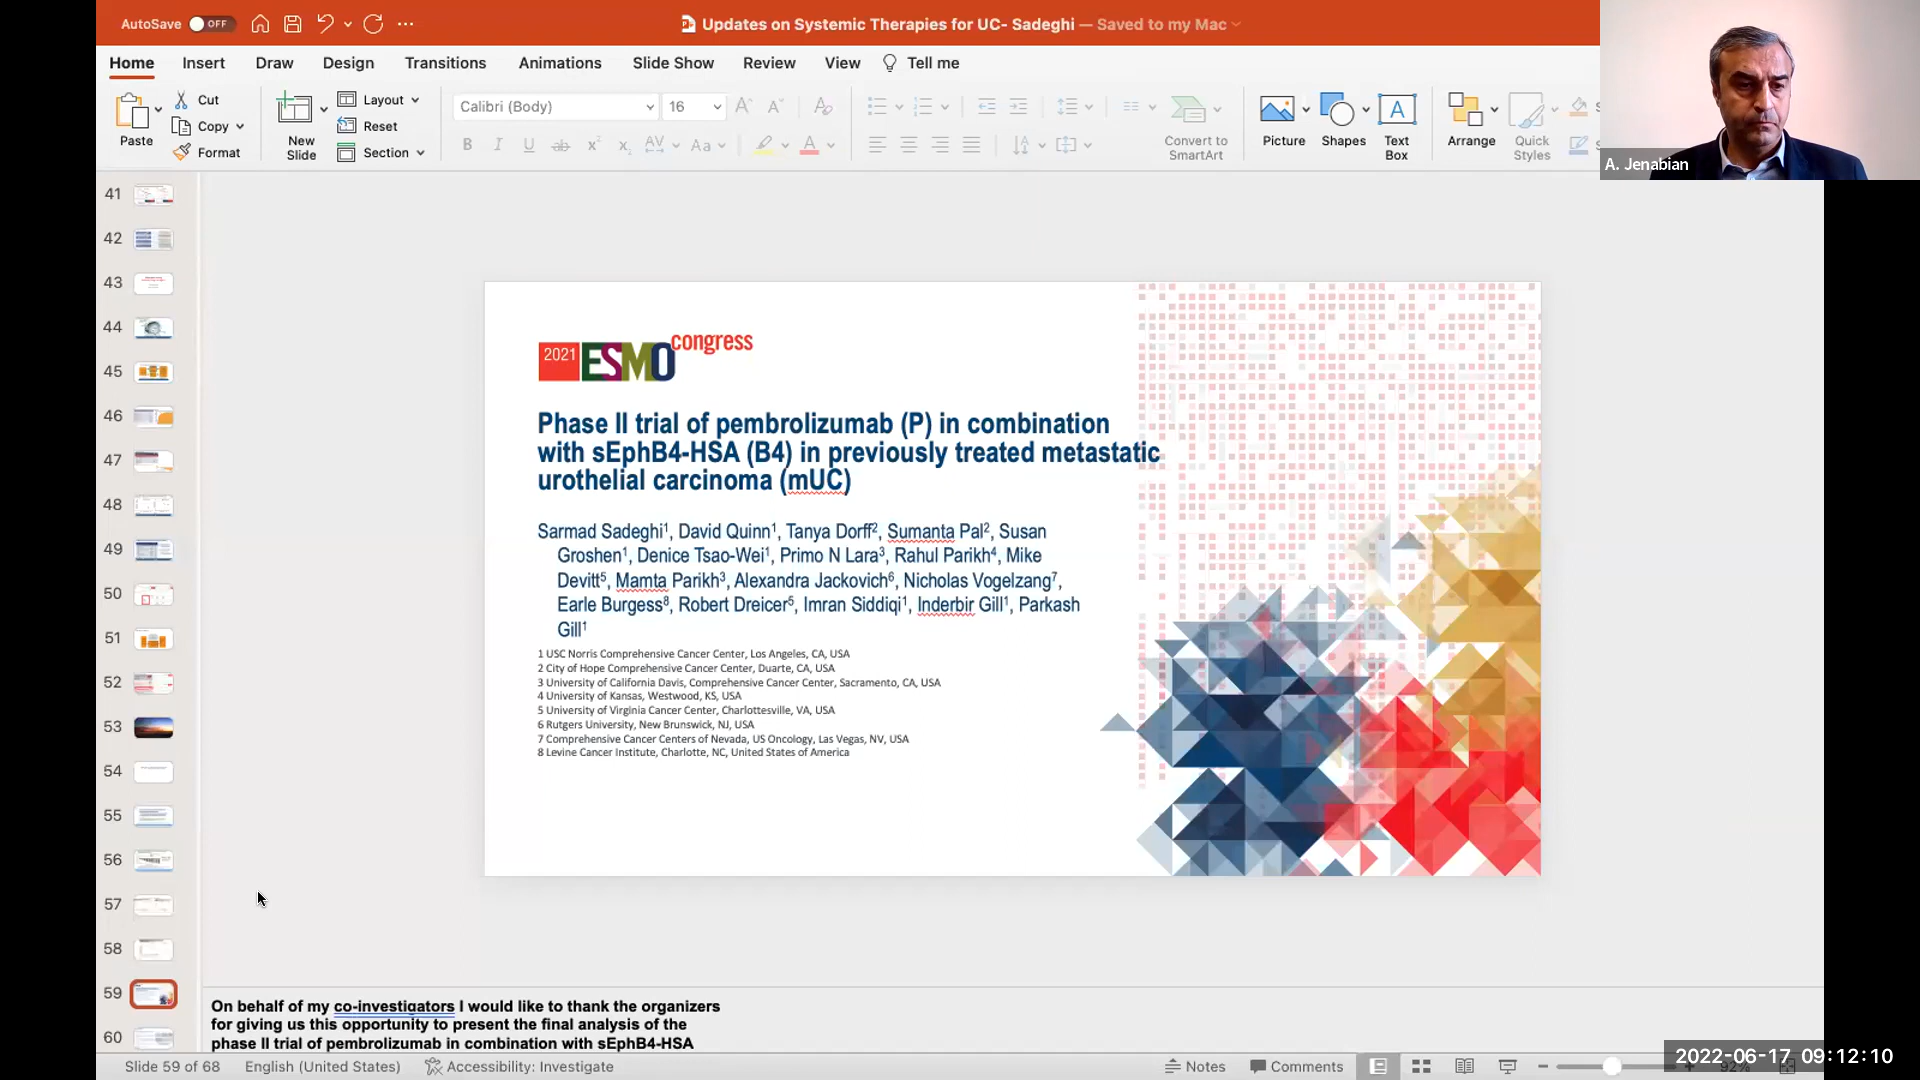 AutoSave OFF
Updates on Systemic Therapies for UC- Sadeghi — Saved to my Mac
Home Insert Draw Design Transitions Animations Slide Show Review View Tell me
Paste
Cut
Copy
Format
New Slide
Layout
Reset
Section
Calibri (Body) 16
Convert to SmartArt
Picture
Shapes
Text Box
Arrange
Quick Styles
A. Jenabian
41
42
43
44
45
46
47
48
49
50
51
52
53
54
55
56
57
58
59
60
2021 ESMO congress
Phase II trial of pembrolizumab (P) in combination
with sEphB4-HSA (B4) in previously treated metastatic
urothelial carcinoma (mUC)
Sarmad Sadeghi¹, David Quinn¹, Tanya Dorff², Sumanta Pal², Susan
Groshen¹, Denice Tsao-Wei¹, Primo N Lara³, Rahul Parikh⁴, Mike
Devitt⁵, Mamta Parikh³, Alexandra Jackovich⁶, Nicholas Vogelzang⁷,
Earle Burgess⁸, Robert Dreicer⁵, Imran Siddiqi¹, Inderbir Gill¹, Parkash
Gill¹
1 USC Norris Comprehensive Cancer Center, Los Angeles, CA, USA
2 City of Hope Comprehensive Cancer Center, Duarte, CA, USA
3 University of California Davis, Comprehensive Cancer Center, Sacramento, CA, USA
4 University of Kansas, Westwood, KS, USA
5 University of Virginia Cancer Center, Charlottesville, VA, USA
6 Rutgers University, New Brunswick, NJ, USA
7 Comprehensive Cancer Centers of Nevada, US Oncology, Las Vegas, NV, USA
8 Levine Cancer Institute, Charlotte, NC, United States of America
On behalf of my co-investigators I would like to thank the organizers
for giving us this opportunity to present the final analysis of the
phase II trial of pembrolizumab in combination with sEphB4-HSA
Slide 59 of 68 English (United States) Accessibility: Investigate Notes Comments 92%
2022-06-17 09:12:10